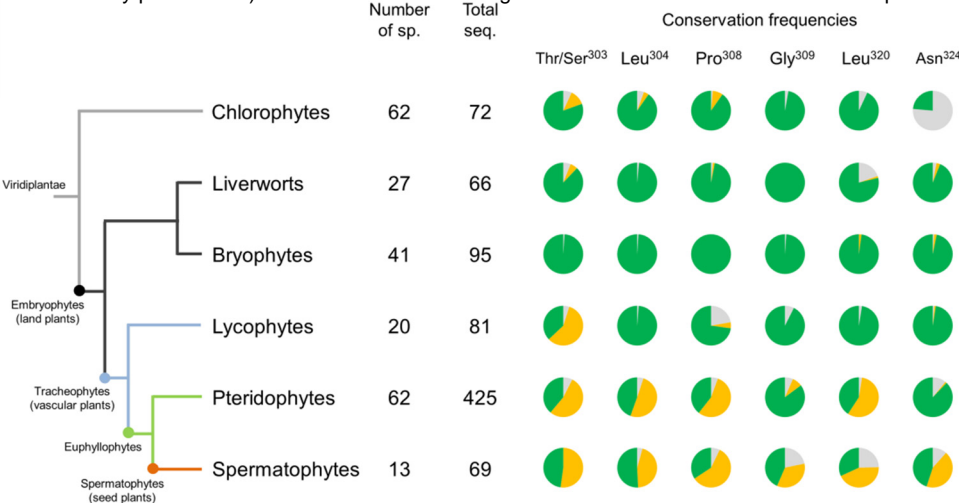 Number of sp.
Total seq.
Conservation frequencies
Thr/Ser303 Leu304 Pro308 Gly309 Leu320 Asn324
Chlorophytes 62 72
Viridiplantae
Liverworts 27 66
Bryophytes 41 95
Embryophytes
(land plants)
Lycophytes 20 81
Tracheophytes
(vascular plants)
Pteridophytes 62 425
Euphyllophytes
Spermatophytes 13 69
Spermatophytes
(seed plants)